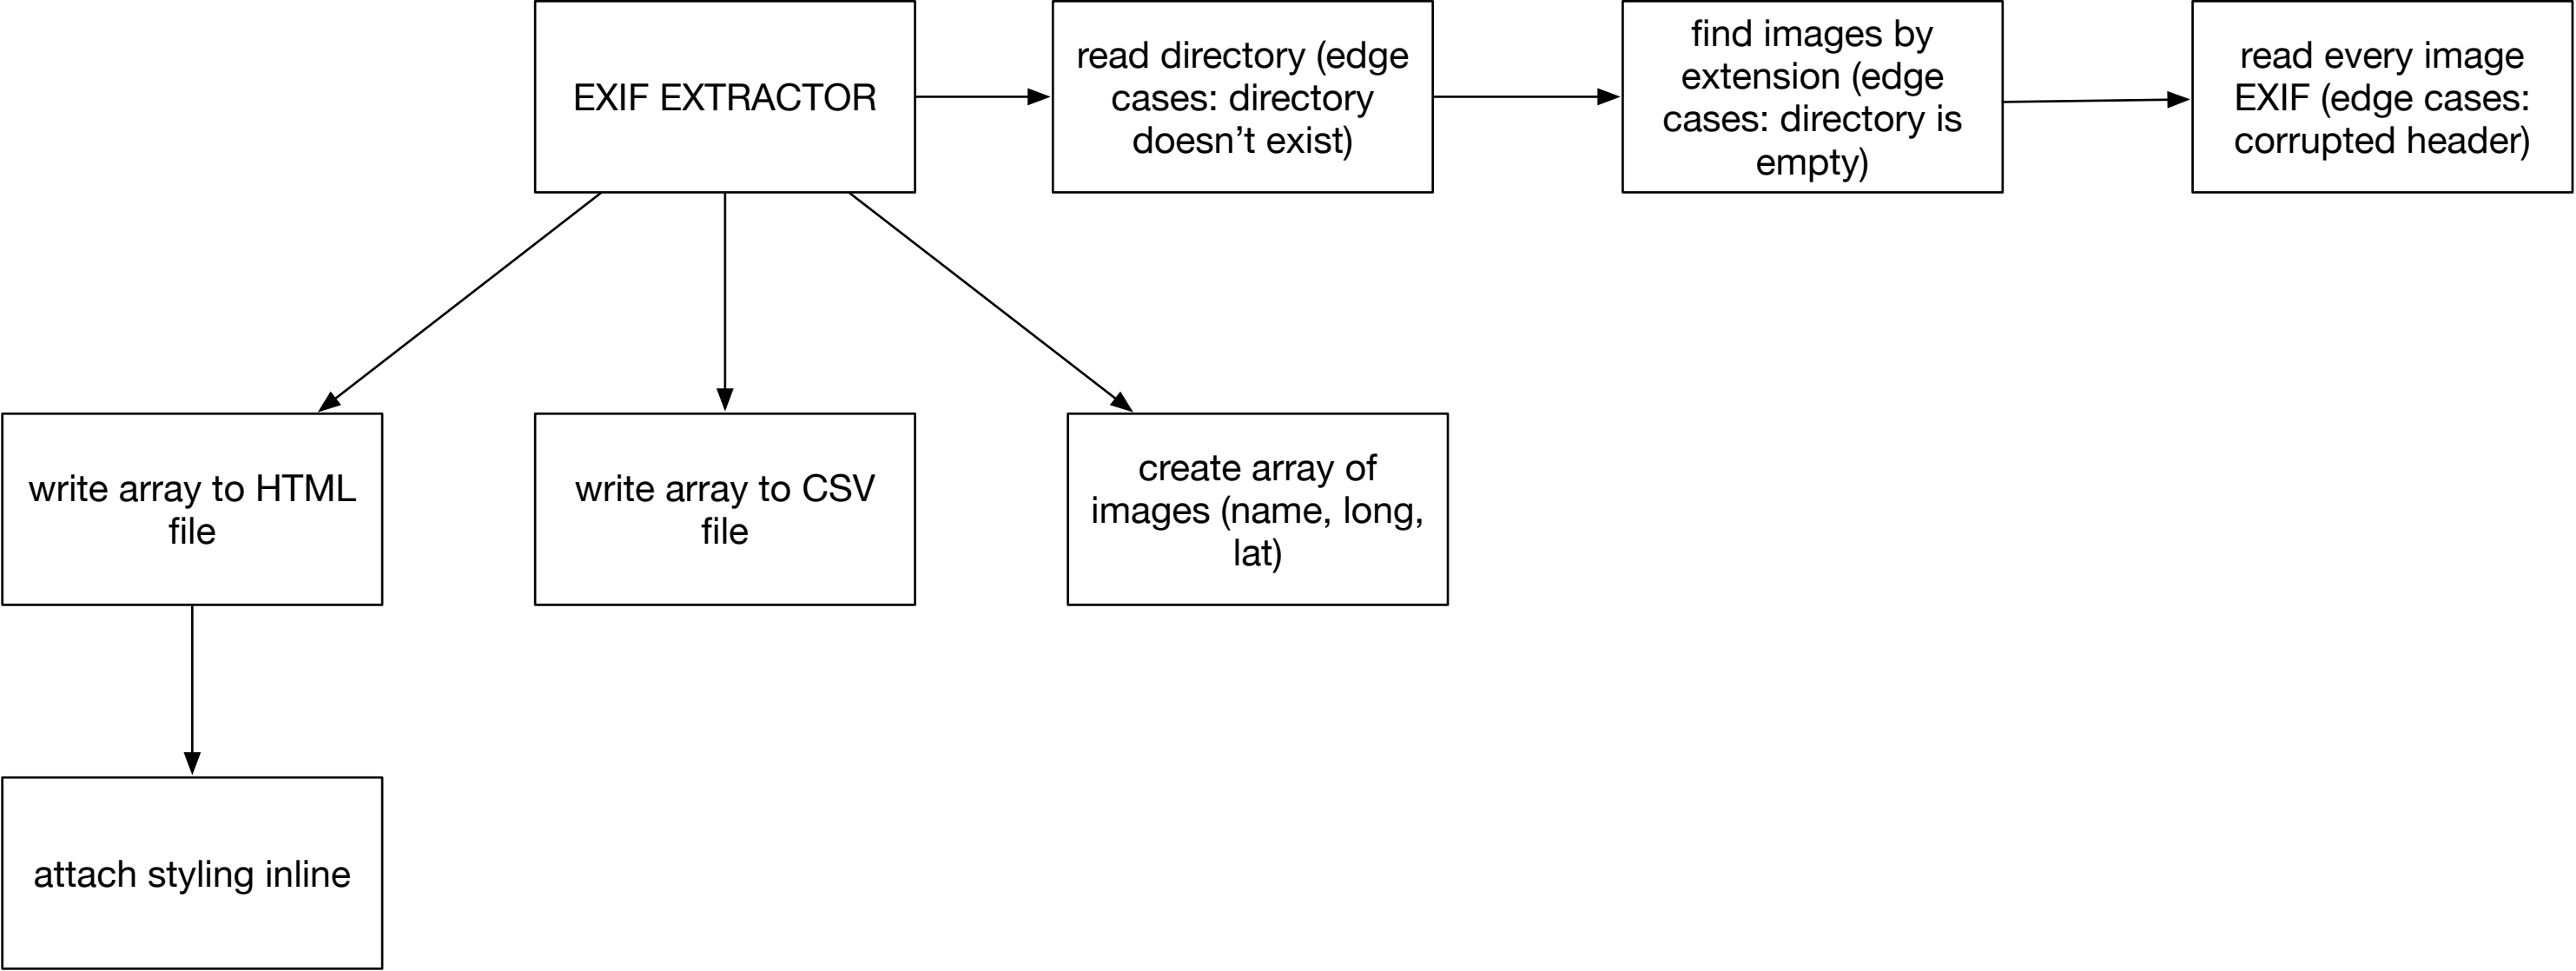 EXIF EXTRACTOR
read directory (edge
cases: directory
doesn’t exist)
find images by
extension (edge
cases: directory is
empty)
read every image
EXIF (edge cases:
corrupted header)
write array to HTML
file
write array to CSV
file
create array of
images (name, long,
lat)
attach styling inline